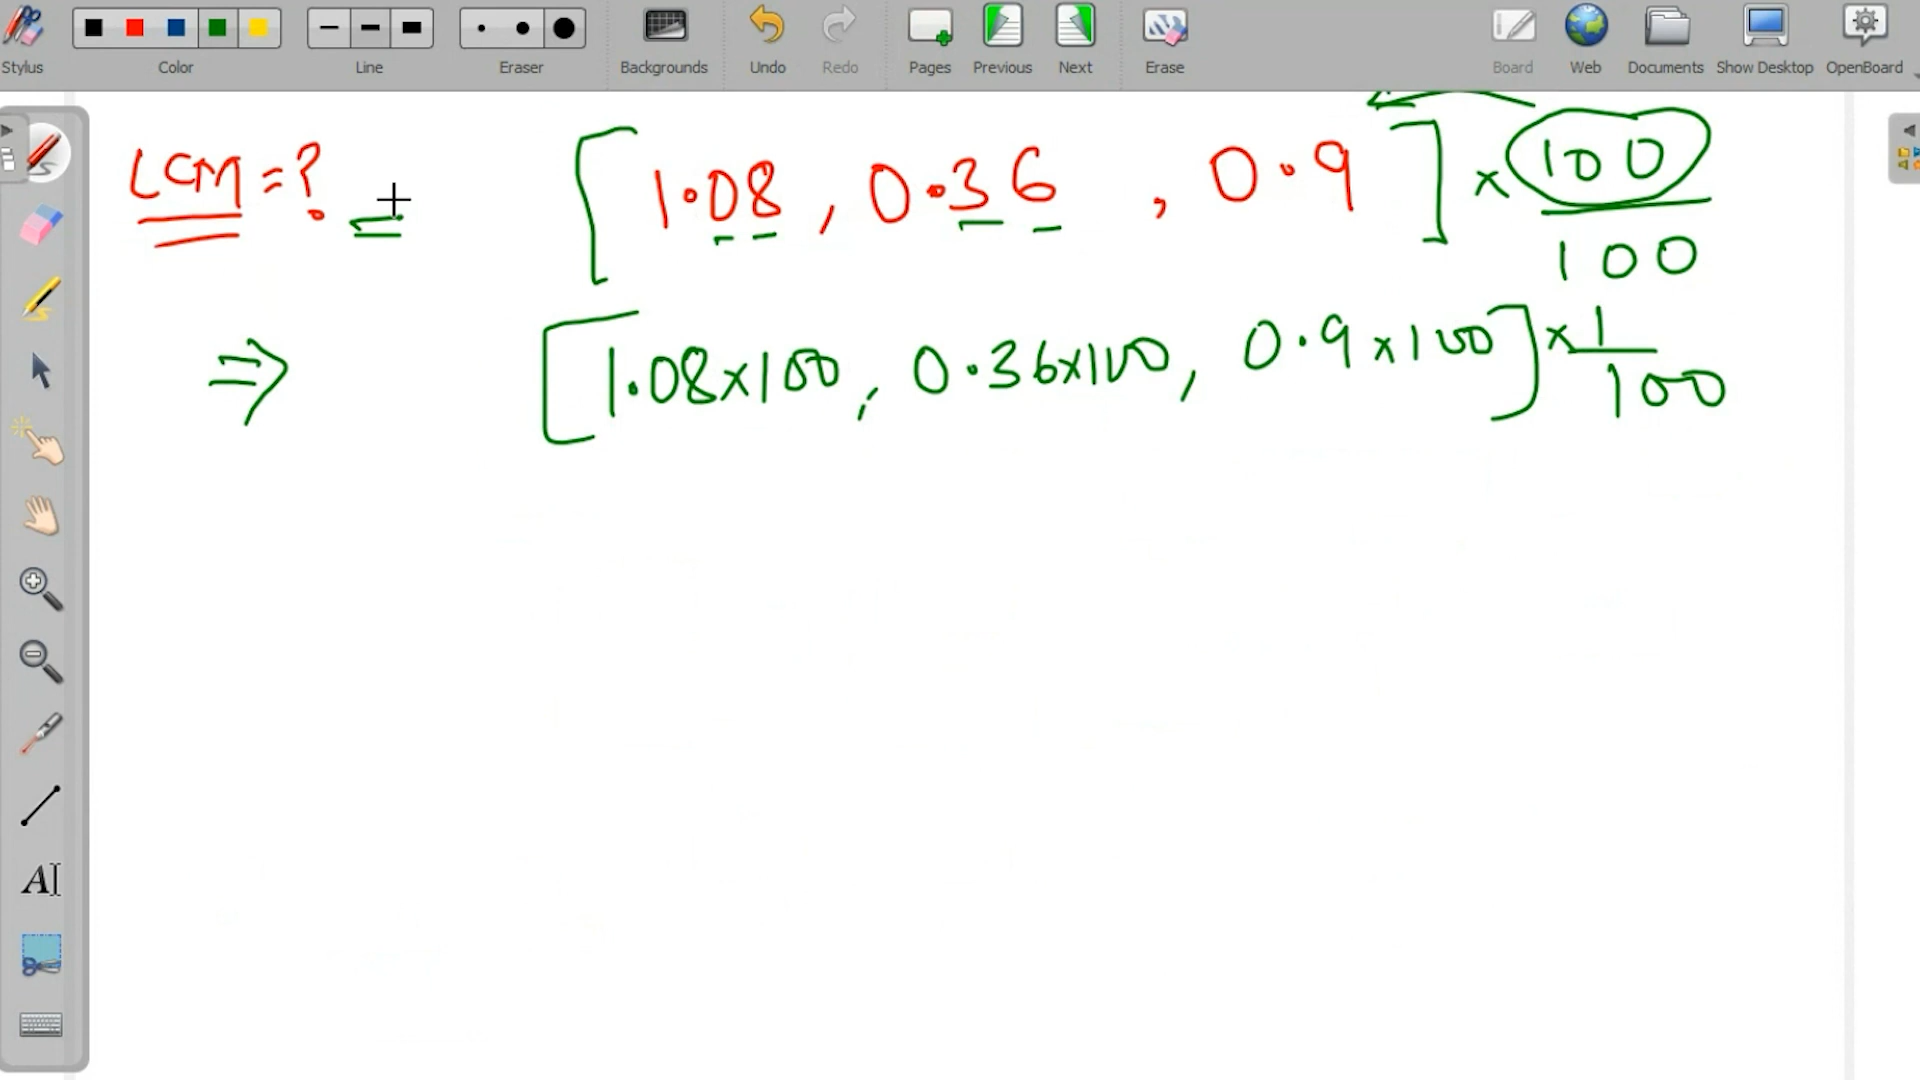 Stylus Color Line Eraser Backgrounds Undo Redo Pages Previous Next Erase Board Web Documents Show Desktop OpenBoard
LCM = ? [1.08, 0.36, 0.9] × 100/100
⇒ [1.08×100, 0.36×100, 0.9×100] × 1/100
AI